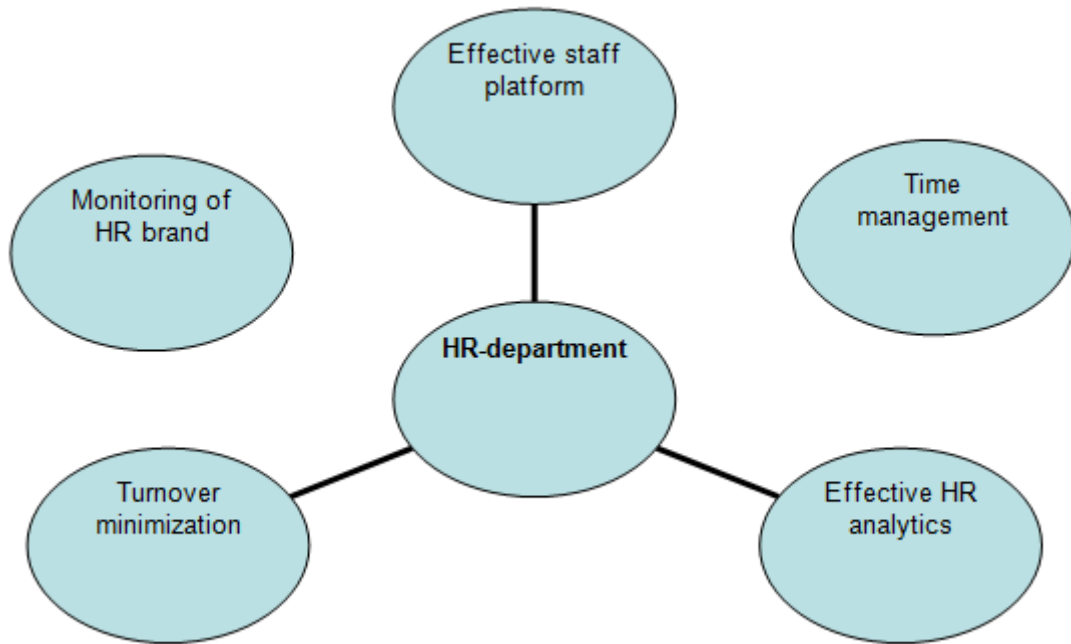 Effective staff
platform
Monitoring of
HR brand
Time
management
HR-department
Turnover
minimization
Effective HR
analytics